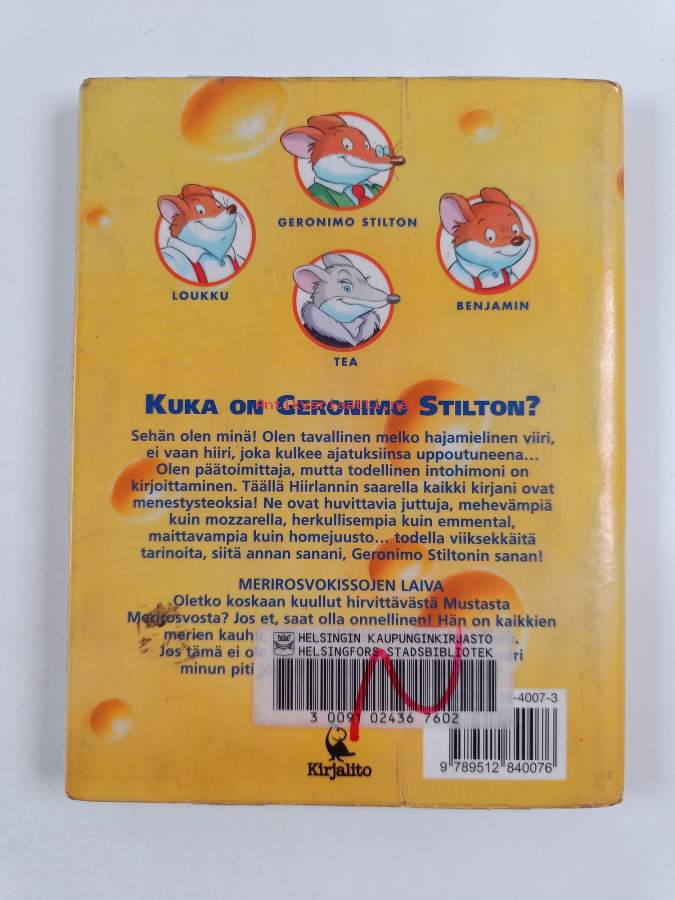 GERONIMO STILTON
LOUKKU
BENJAMIN
TEA
KUKA ON GERONIMO STILTON?
Sehän olen minä! Olen tavallinen melko hajamielinen viiri,
ei vaan hiiri, joka kulkee ajatuksiinsa uppoutuneena...
Olen päätoimittaja, mutta todellinen intohimoni on
kirjoittaminen. Täällä Hiirlannin saarella kaikki kirjani ovat
menestysteoksia! Ne ovat huvittavia juttuja, mehevämpiä
kuin mozzarella, herkullisempia kuin emmental,
maittavampia kuin homejuusto... todella viiksekkäitä
tarinoita, siitä annan sanani, Geronimo Stiltonin sanan!
MERIROSVOKISSOJEN LAIVA
Oletko koskaan kuullut hirvittävästä Mustasta
Merirosvosta? Jos et, saat olla onnellinen! Hän on kaikkien
merien
Jos tämä ei
minun
HELSINGIN KAUPUNGINKIRJASTO
HELSINGFORS STADSBIBLIOTEK
3 0091 02436 7602
-4007-3
9 789512 840076
Kirjalito